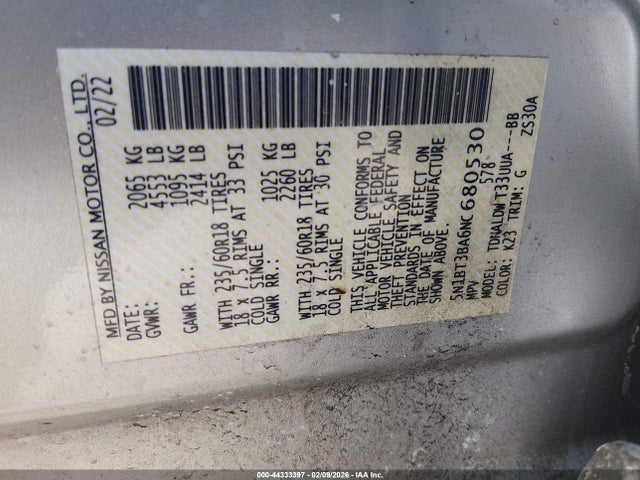 MFD BY NISSAN MOTOR CO., LTD.
DATE: 02/22
GVWR: 2065 KG
4553 LB
GAWR FR.: 1095 KG
2414 LB
WITH 235/60R18 TIRES
18 X 7.5 RIMS AT 33 PSI
COLD SINGLE
GAWR RR.: 1025 KG
2260 LB
WITH 235/60R18 TIRES
18 X 7.5 RIMS AT 30 PSI
COLD SINGLE
THIS VEHICLE CONFORMS TO
ALL APPLICABLE FEDERAL
MOTOR VEHICLE SAFETY AND
THEFT PREVENTION
STANDARDS IN EFFECT ON
THE DATE OF MANUFACTURE
SHOWN ABOVE.
5N1BT3BA6NC680530
MPV 578
MODEL: TDNALDW T33UUA----BB
COLOR: K23 TRIM: G ZS30A
000-44333397 - 02/09/2026 - IAA Inc.